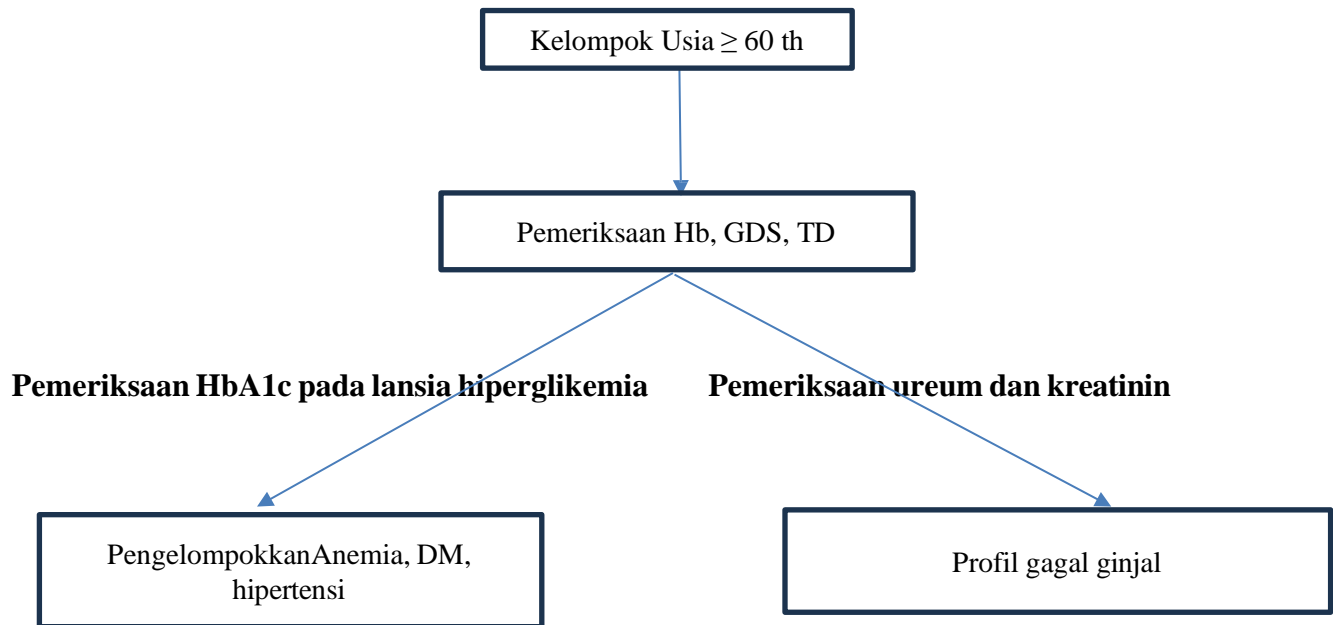 Kelompok Usia ≥ 60 th
Pemeriksaan Hb, GDS, TD
Pemeriksaan HbA1c pada lansia hiperglikemia
Pemeriksaan ureum dan kreatinin
PengelompokkanAnemia, DM,
hipertensi
Profil gagal ginjal